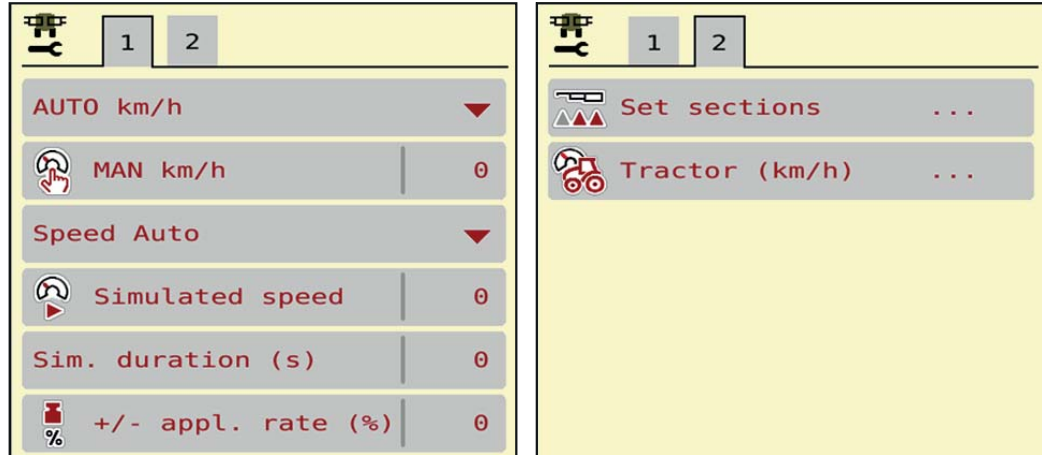 1 2
AUTO km/h
MAN km/h 0
Speed Auto
Simulated speed 0
Sim. duration (s) 0
% +/- appl. rate (%) 0
1 2
Set sections ...
Tractor (km/h) ...